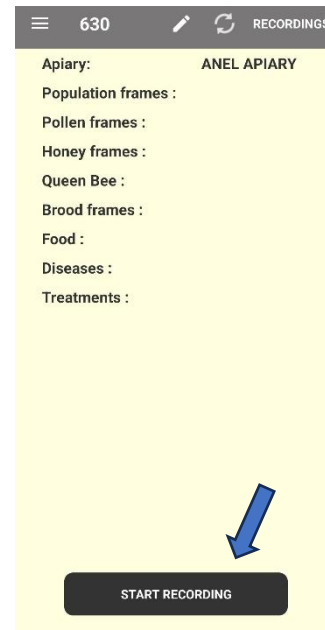 630 RECORDINGS
Apiary: ANEL APIARY
Population frames :
Pollen frames :
Honey frames :
Queen Bee :
Brood frames :
Food :
Diseases :
Treatments :
START RECORDING